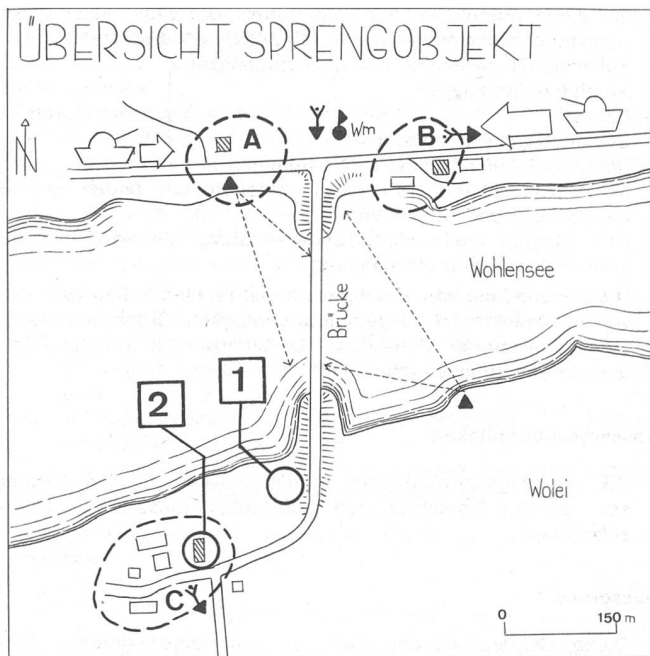 ÜBERSICHT SPRENGOBJEKT
N
A
Wm
B
Wohlensee
Brücke
1
2
Wolei
C
0 150 m